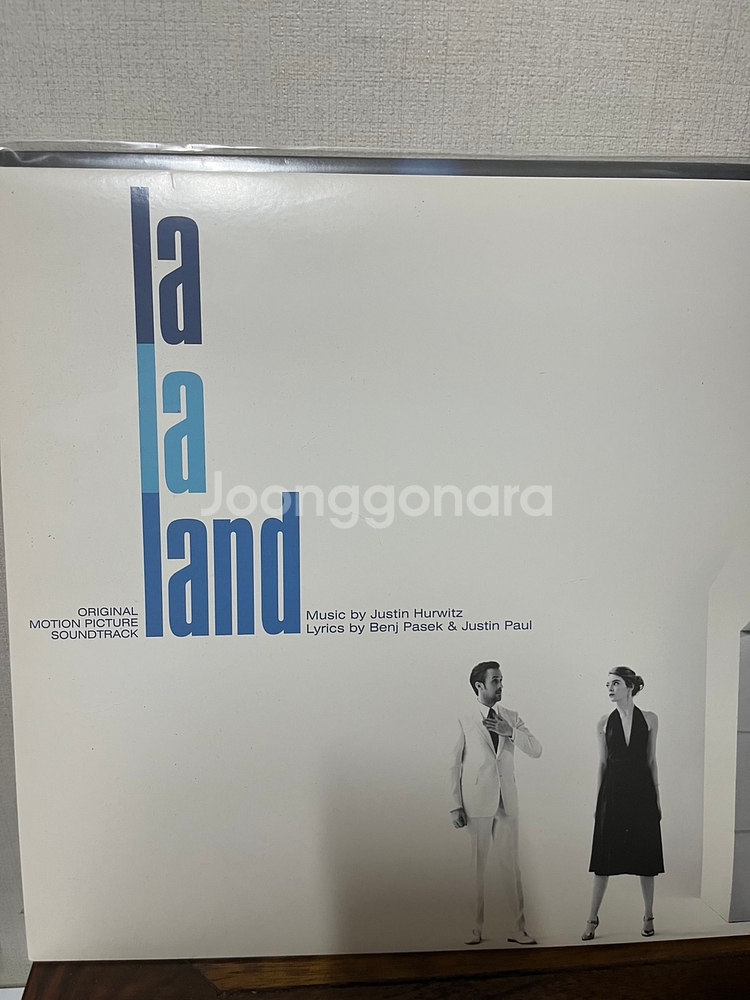 la
la
land
Joonggonara
ORIGINAL
MOTION PICTURE
SOUNDTRACK
Music by Justin Hurwitz
Lyrics by Benj Pasek & Justin Paul